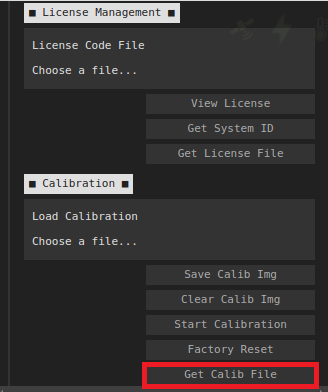 ■ License Management ■
License Code File
Choose a file...
View License
Get System ID
Get License File
■ Calibration ■
Load Calibration
Choose a file...
Save Calib Img
Clear Calib Img
Start Calibration
Factory Reset
Get Calib File